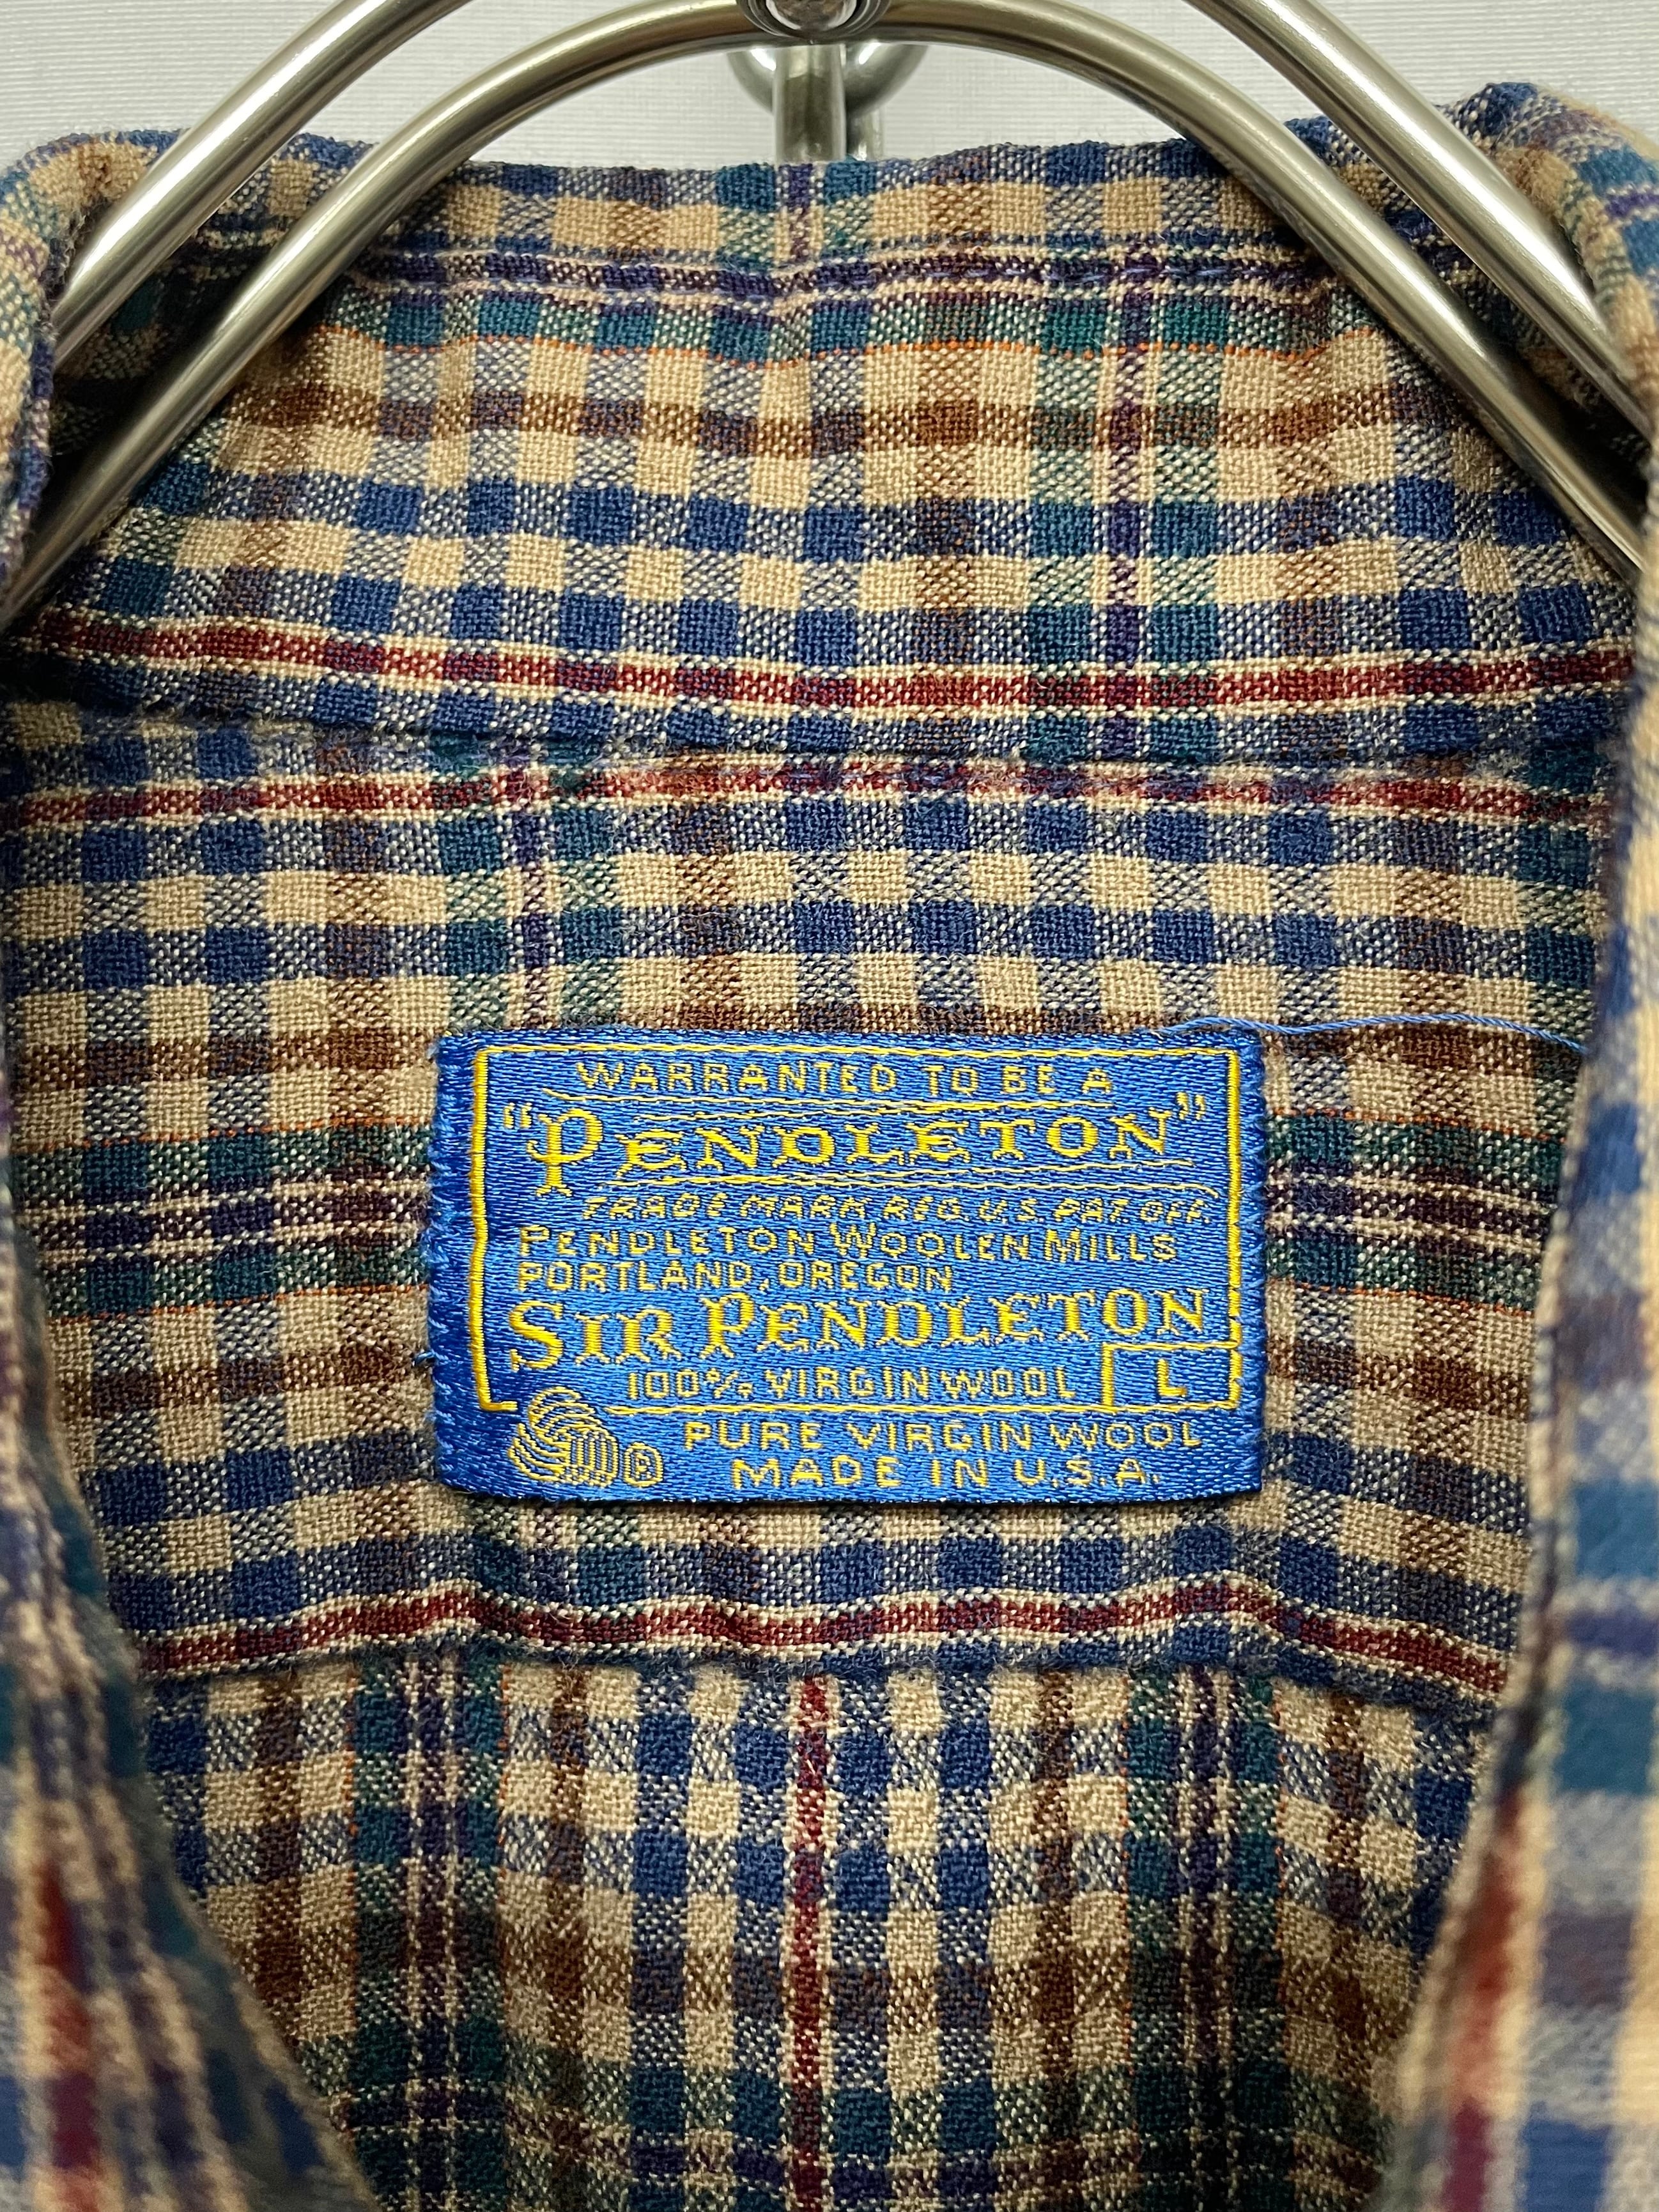 WARRANTED TO BE A
"PENDLETON"
TRADE MARK REG. U.S. PAT. OFF.
PENDLETON WOOLEN MILLS
PORTLAND, OREGON
SIR PENDLETON
100% VIRGIN WOOL L
PURE VIRGIN WOOL
® MADE IN U.S.A.